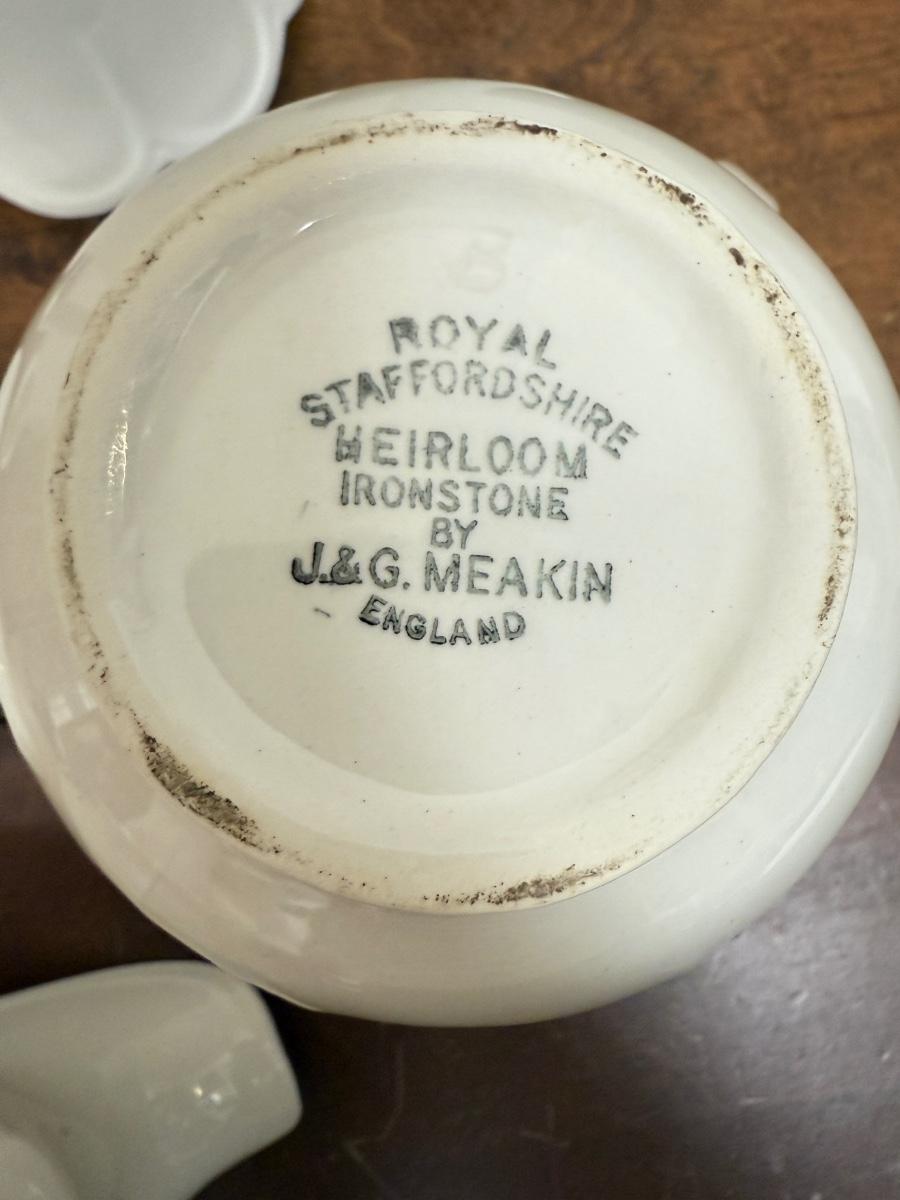 ROYAL
STAFFORDSHIRE
HEIRLOOM
IRONSTONE
BY
J.&G. MEAKIN
ENGLAND